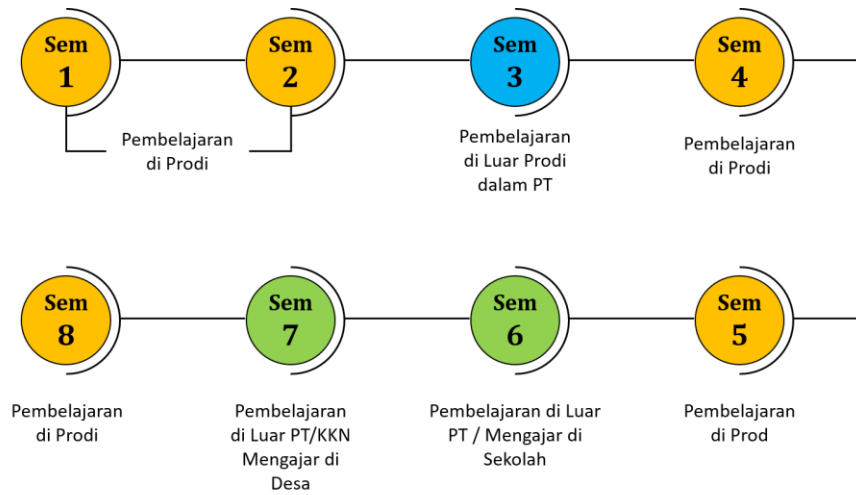 Sem
1
Sem
2
Sem
3
Sem
4
Pembelajaran
di Prodi
Pembelajaran
di Luar Prodi
dalam PT
Pembelajaran
di Prodi
Sem
8
Sem
7
Sem
6
Sem
5
Pembelajaran
di Prodi
Pembelajaran
di Luar PT/KKN
Mengajar di
Desa
Pembelajaran di Luar
PT / Mengajar di
Sekolah
Pembelajaran
di Prod